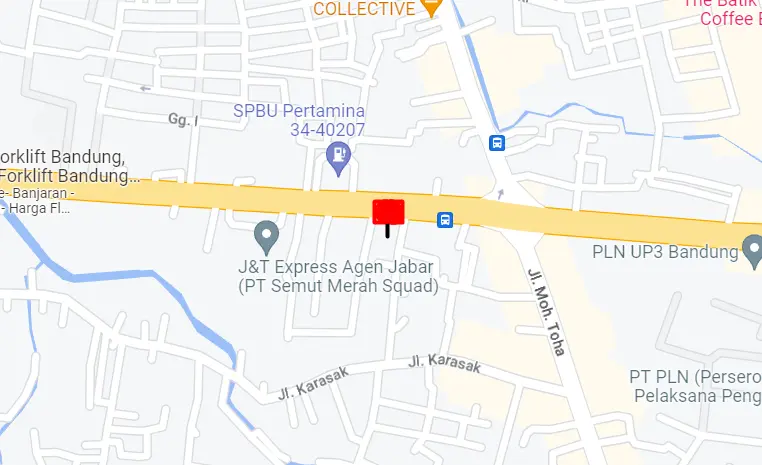 COLLECTIVE
The Batik
Coffee B
Gg. I
SPBU Pertamina
34-40207
orklift Bandung,
Forklift Bandung...
e- Banjaran -
- Harga Fl...
J&T Express Agen Jabar
(PT Semut Merah Squad)
PLN UP3 Bandung
Jl. Moh. Toha
Jl. Karasak
Jl. Karasak
PT PLN (Persero
Pelaksana Peng